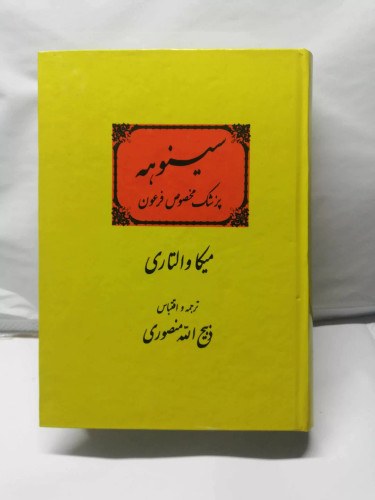 سینوهه
پزشک مخصوص فرعون
میکا والتاری
ترجمه و اقتباس
ذبیح الله منصوری